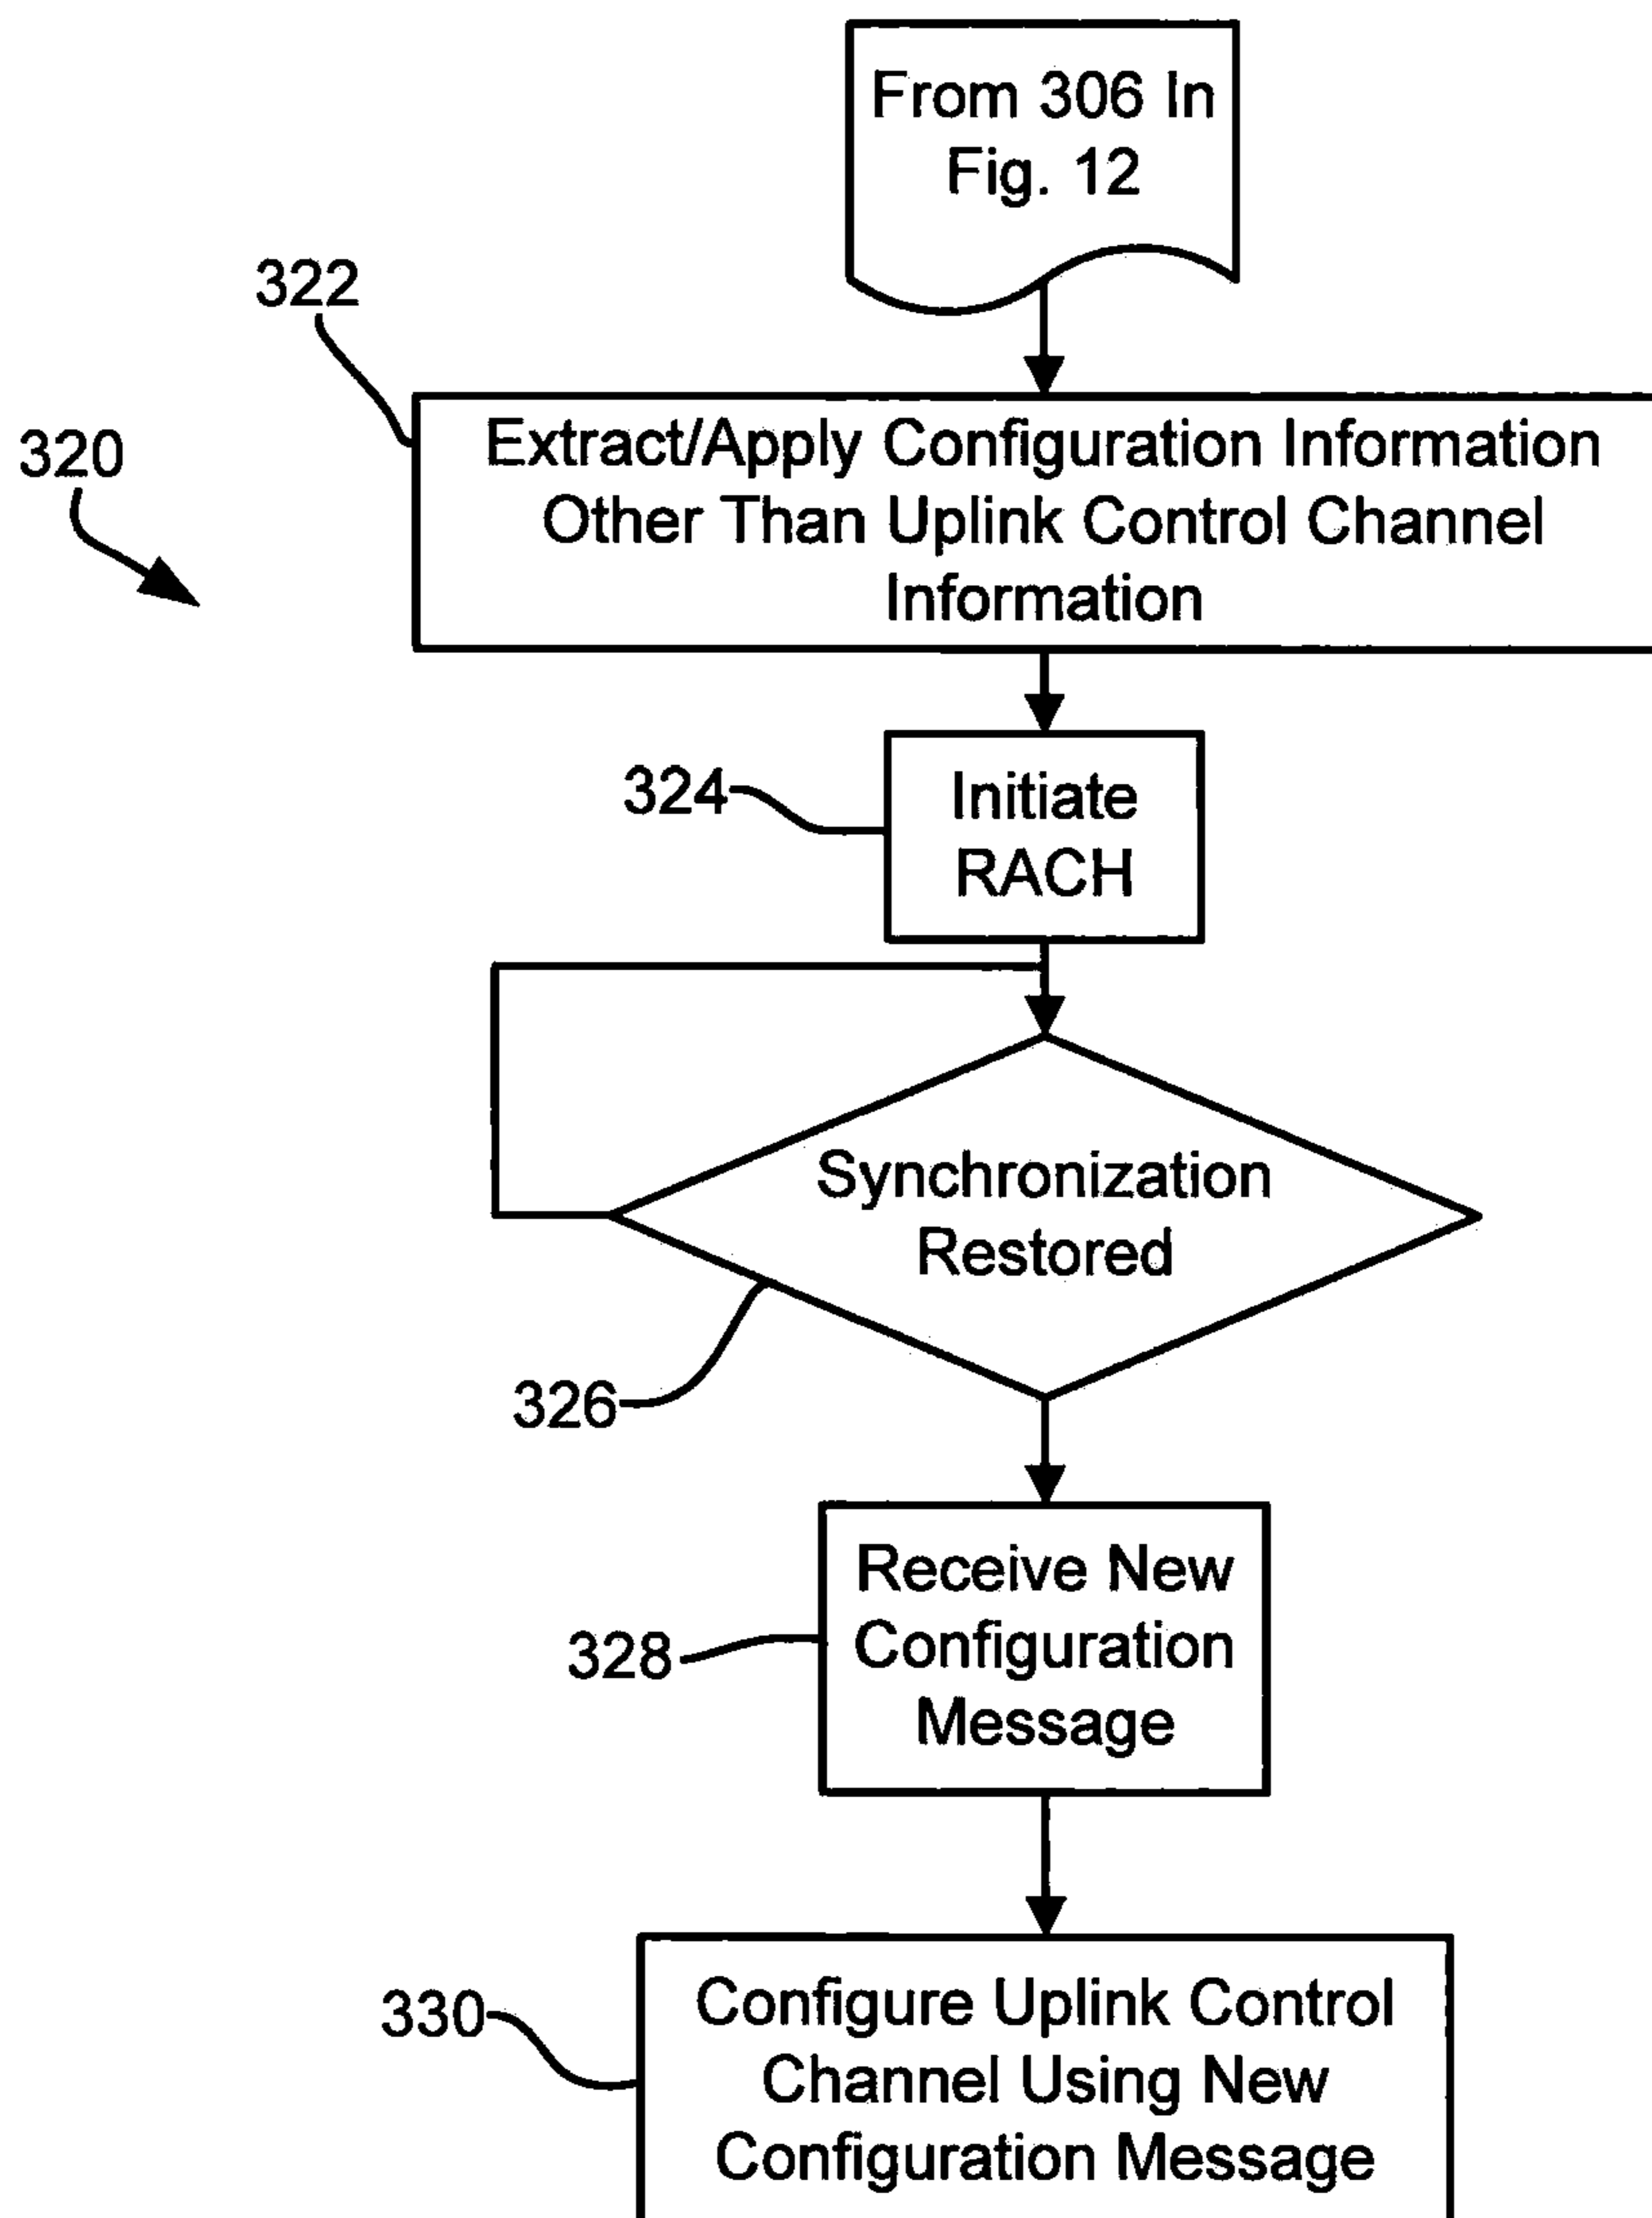 From 306 In
Fig. 12
322
320
Extract/Apply Configuration Information
Other Than Uplink Control Channel
Information
324
Initiate
RACH
Synchronization
Restored
326
Receive New
Configuration
Message
328
330
Configure Uplink Control
Channel Using New
Configuration Message